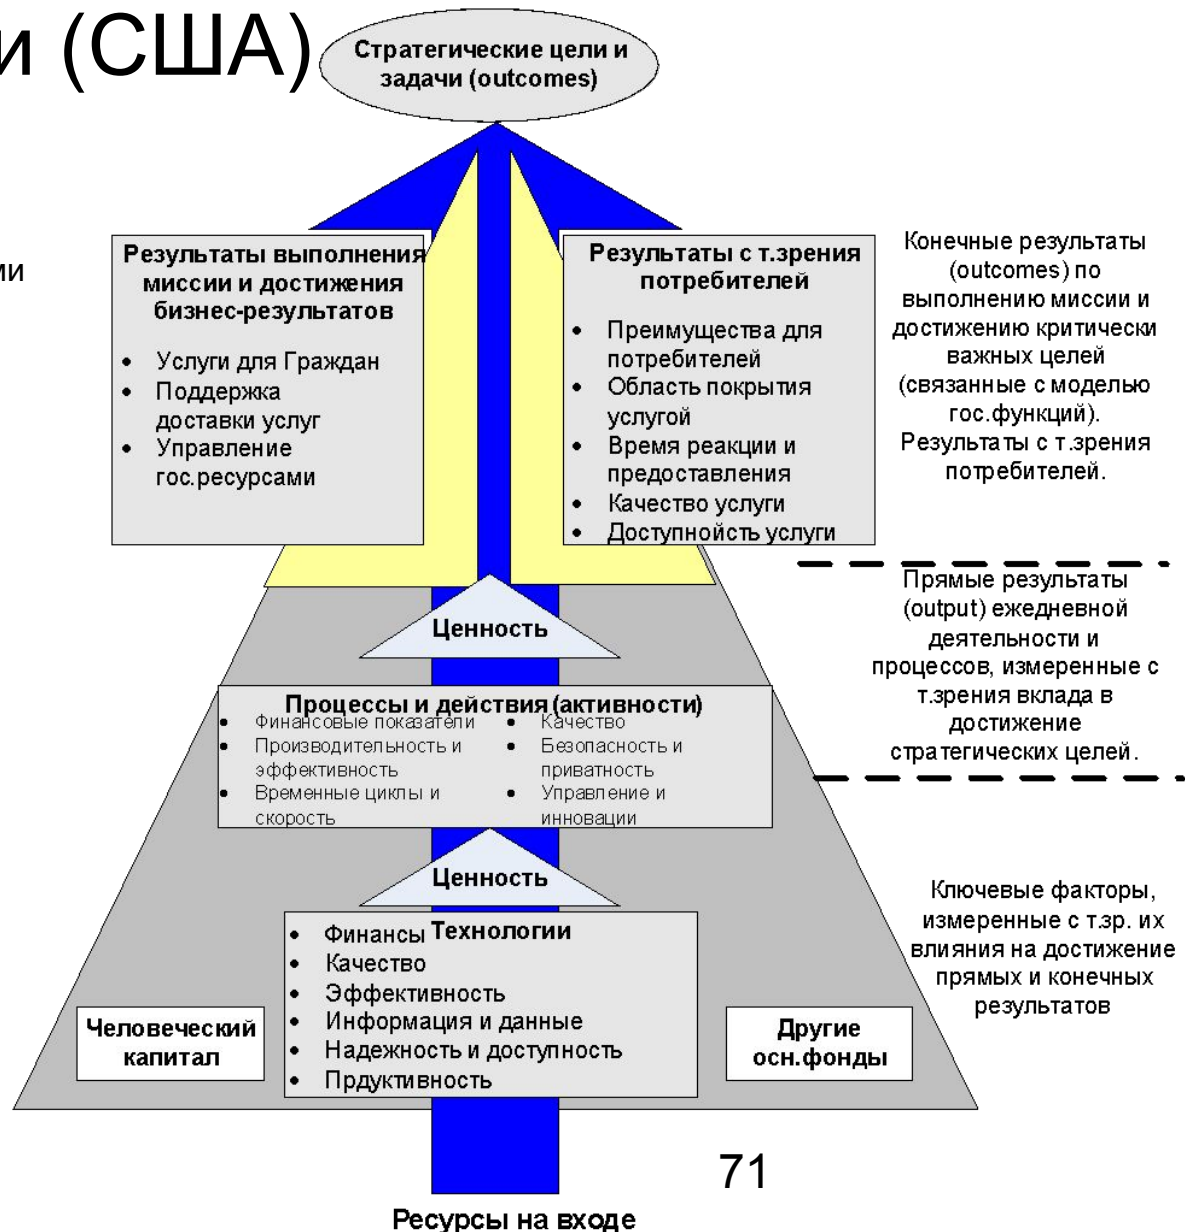 и (США)
Стратегические цели и
задачи (outcomes)
ми
Результаты выполнения
миссии и достижения
бизнес-результатов
• Услуги для Граждан
• Поддержка
доставки услуг
• Управление
гос.ресурсами
Результаты с т.зрения
потребителей
• Преимущества для
потребителей
• Область покрытия
услугой
• Время реакции и
предоставления
• Качество услуги
• Доступнойсть услуги
Конечные результаты
(outcomes) по
выполнению миссии и
достижению критически
важных целей
(связанные с моделью
гос.функций).
Результаты с т.зрения
потребителей.
Ценность
Прямые результаты
(output) ежедневной
деятельности и
процессов, измеренные с
т.зрения вклада в
достижение
стратегических целей.
Процессы и действия (активности)
• Финансовые показатели
• Производительность и
эффективность
• Временные циклы и
скорость
• Качество
• Безопасность и
приватность
• Управление и
инновации
Ценность
Технологии
• Финансы
• Качество
• Эффективность
• Информация и данные
• Надежность и доступность
• Прдуктивность
Человеческий
капитал
Другие
осн.фонды
Ключевые факторы,
измеренные с т.зр. их
влияния на достижение
прямых и конечных
результатов
71
Ресурсы на входе